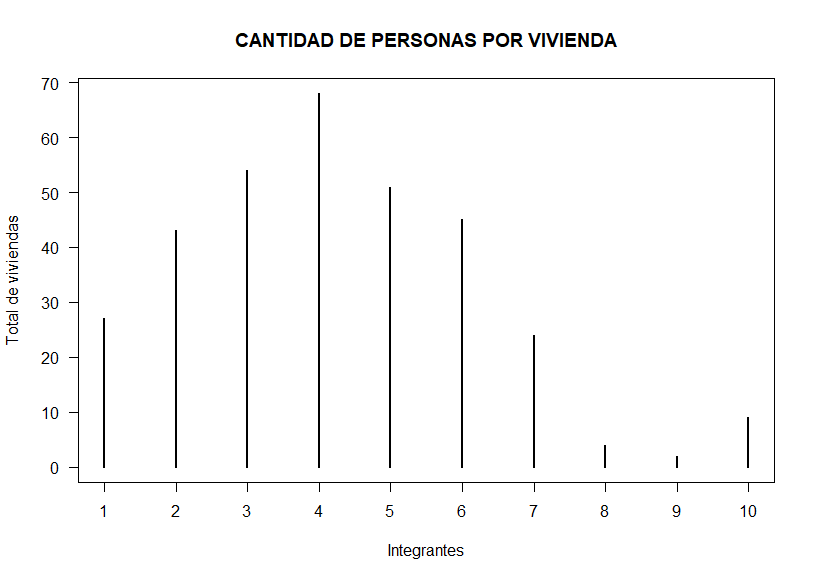 CANTIDAD DE PERSONAS POR VIVIENDA
Total de viviendas
70
60
50
40
30
20
10
0
1 2 3 4 5 6 7 8 9 10
Integrantes